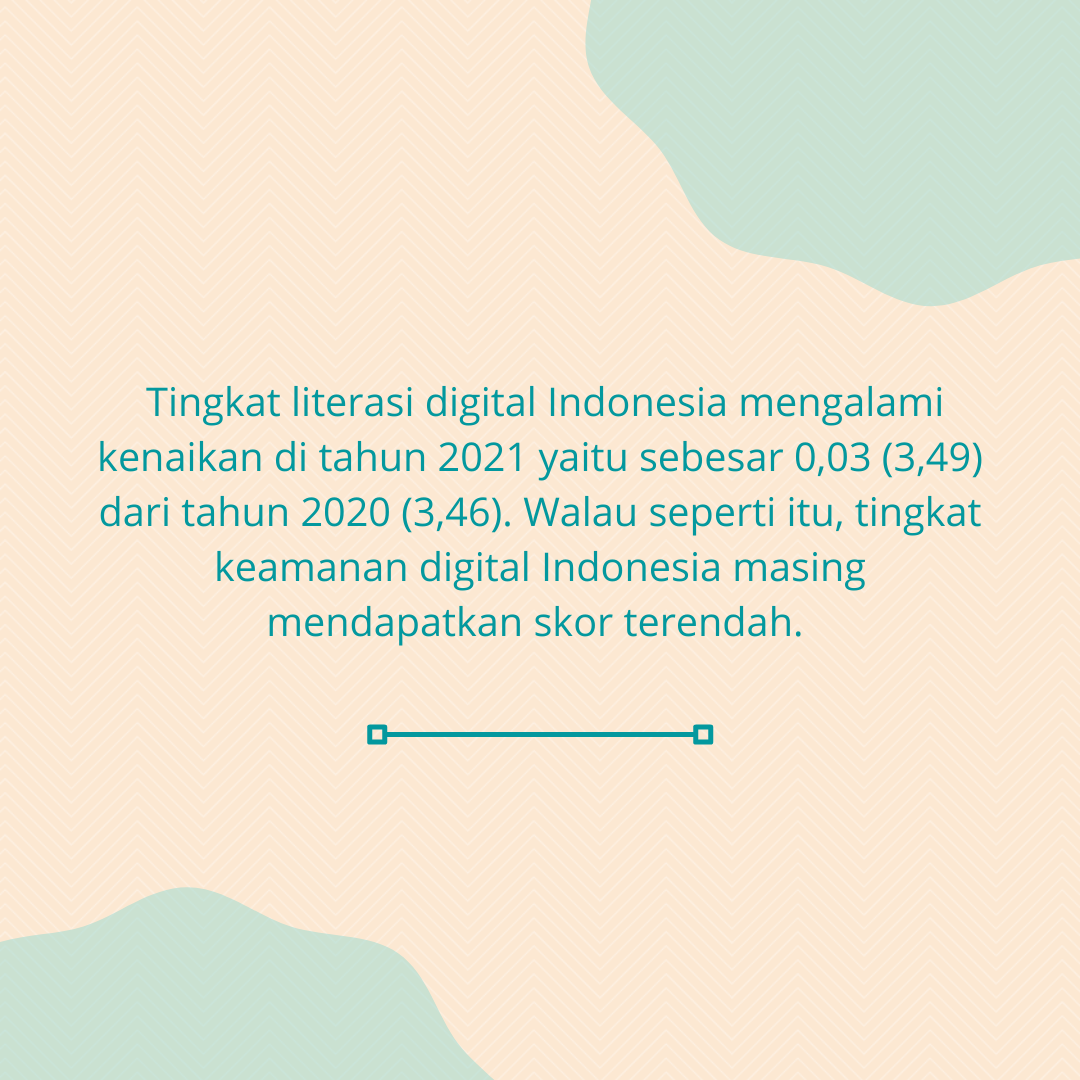 Tingkat literasi digital Indonesia mengalami
kenaikan di tahun 2021 yaitu sebesar 0,03 (3,49)
dari tahun 2020 (3,46). Walau seperti itu, tingkat
keamanan digital Indonesia masing
mendapatkan skor terendah.